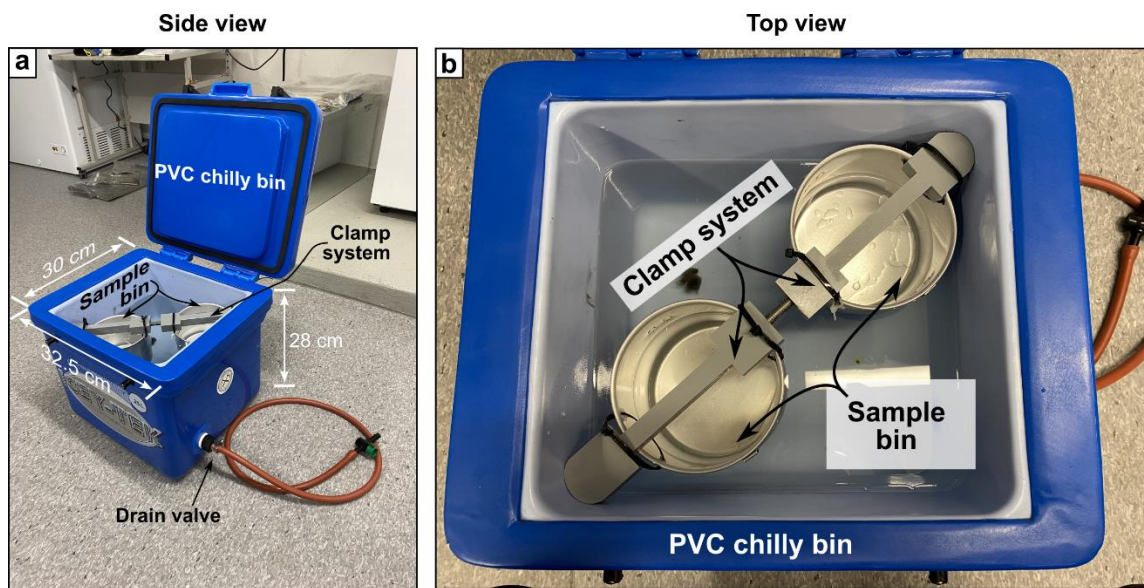 Side view
Top view
a
PVC chilly bin
Clamp
system
30 cm
Sample
bin
28 cm
32.5 cm
Drain valve
b
Clamp system
Sample
bin
PVC chilly bin